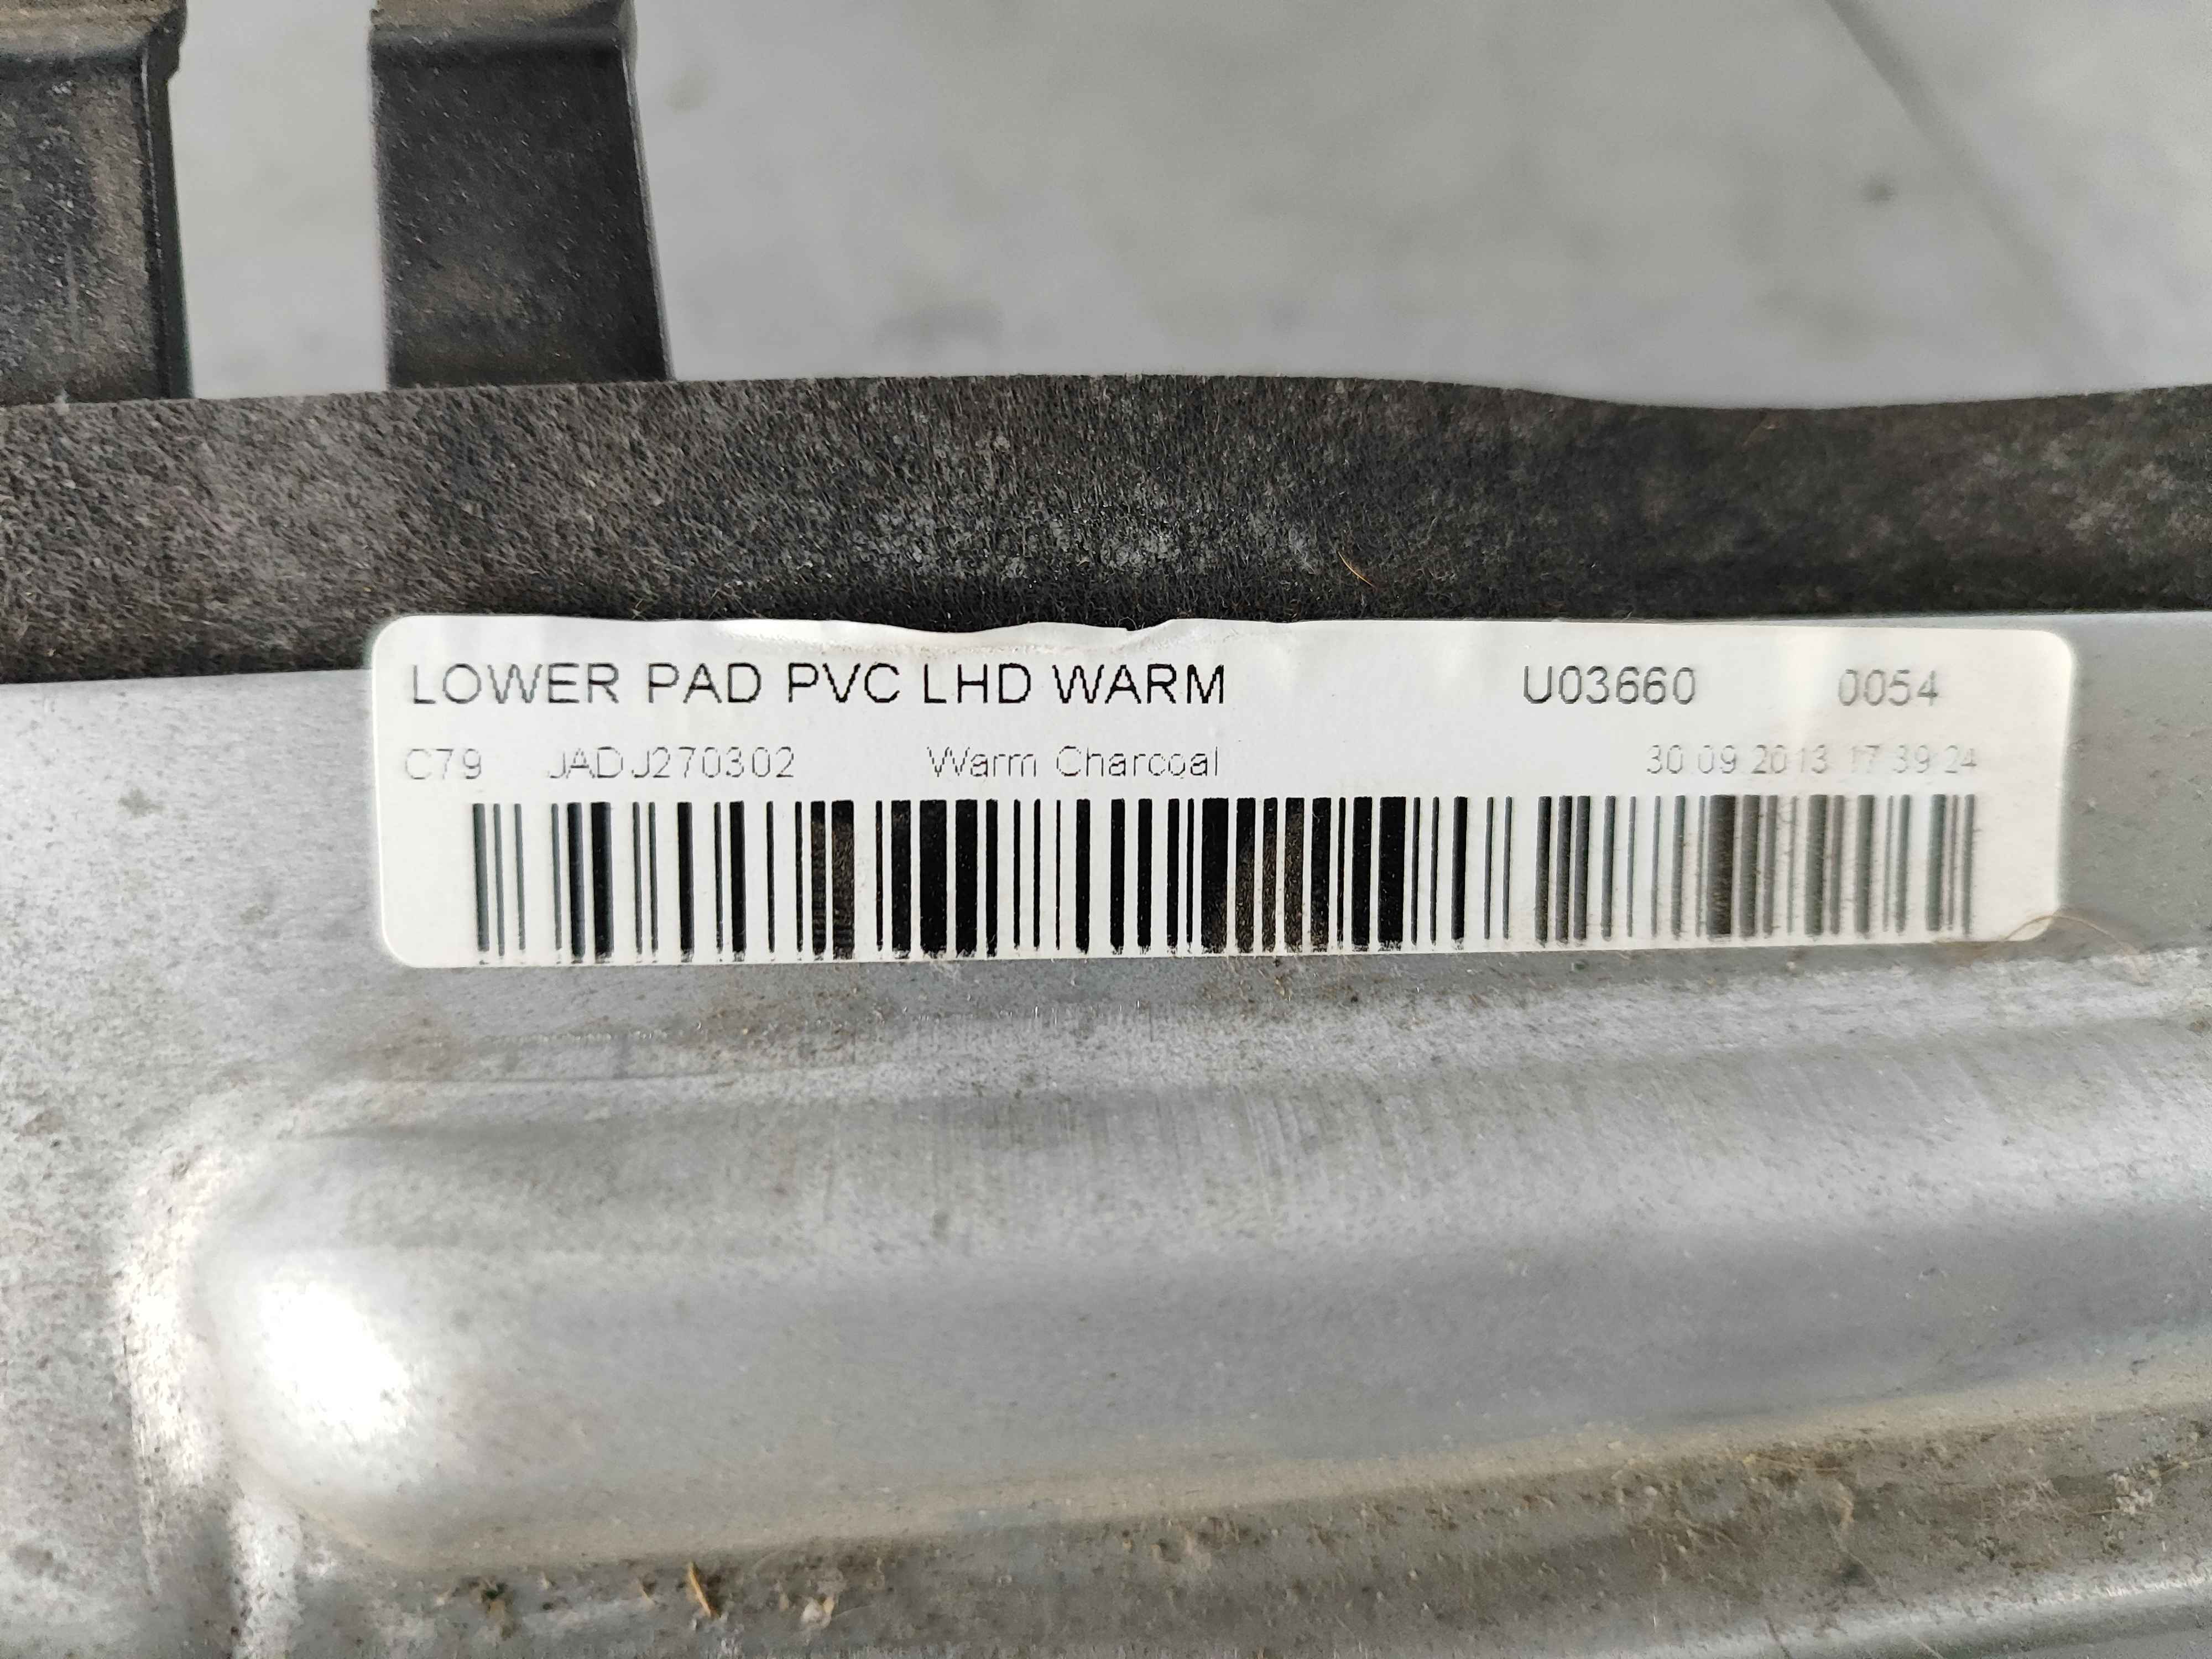 LOWER PAD PVC LHD WARM U03660 0054
C79 JADJ270302 Warm Charcoal 30 09 2013 17 39 24